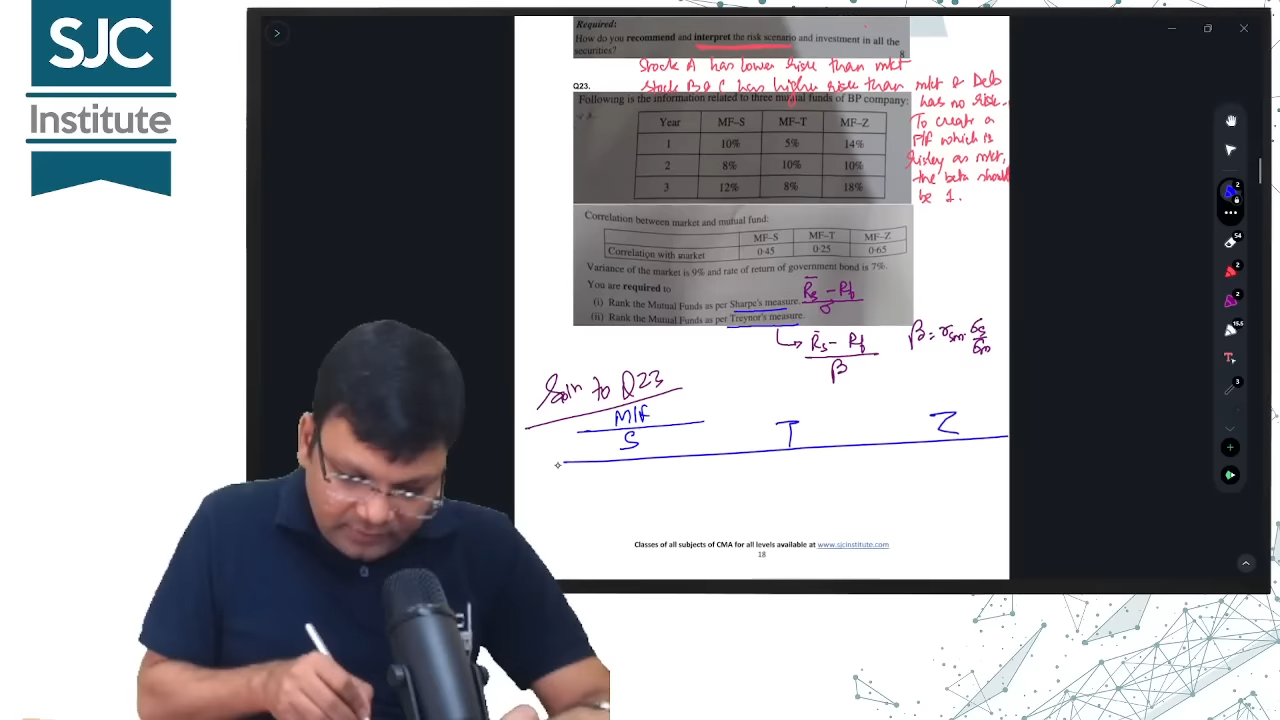 SJC
Institute
Required:
How do you recommend and interpret the risk scenario and investment in all the
securities?
8
Stock A has lower risk than mkt
Stock B & C has higher risk than mkt & Deb
has no risk.
To create a
P/f which is
risky as mkt,
the beta should
be 1.
Q23.
Following is the information related to three mutual funds of BP company:
Year MF–S MF–T MF–Z
1 10% 5% 14%
2 8% 10% 10%
3 12% 8% 18%
Correlation between market and mutual fund:
MF–S MF–T MF–Z
Correlation with market 0·45 0·25 0·65
Variance of the market is 9% and rate of return of government bond is 7%.
You are required to
(i) Rank the Mutual Funds as per Sharpe's measure.
R̄s − Rf
σ
(ii) Rank the Mutual Funds as per Treynor's measure.
R̄s − Rf
β
β = rsm σs
σm
Soln to Q23
M/F
S T Z
Classes of all subjects of CMA for all levels available at www.sjcinstitute.com
18